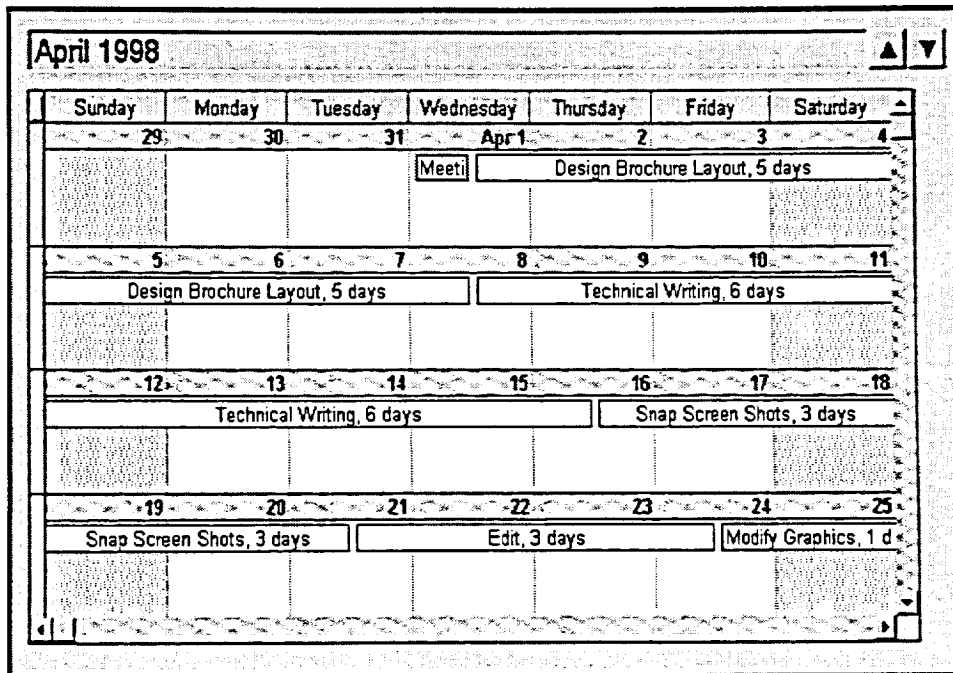 April 1998
Sunday Monday Tuesday Wednesday Thursday Friday Saturday
29 30 31 Apr 1 2 3 4
Meeti Design Brochure Layout, 5 days
5 6 7 8 9 10 11
Design Brochure Layout, 5 days Technical Writing, 6 days
12 13 14 15 16 17 18
Technical Writing, 6 days Snap Screen Shots, 3 days
19 20 21 22 23 24 25
Snap Screen Shots, 3 days Edit, 3 days Modify Graphics, 1 d